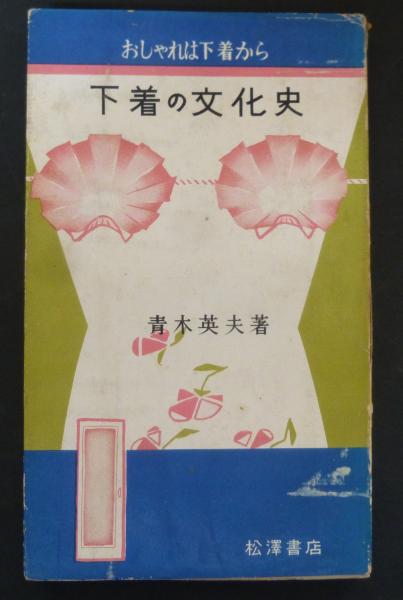 おしゃれは下着から
下着の文化史
青木英夫著
松澤書店